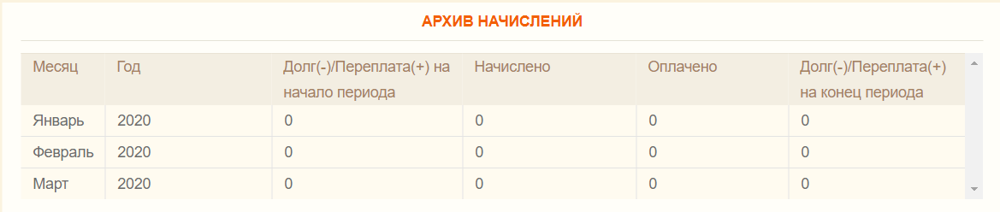 АРХИВ НАЧИСЛЕНИЙ
Месяц Год Долг(-)/Переплата(+) на начало периода Начислено Оплачено Долг(-)/Переплата(+) на конец периода
Январь 2020 0 0 0 0
Февраль 2020 0 0 0 0
Март 2020 0 0 0 0